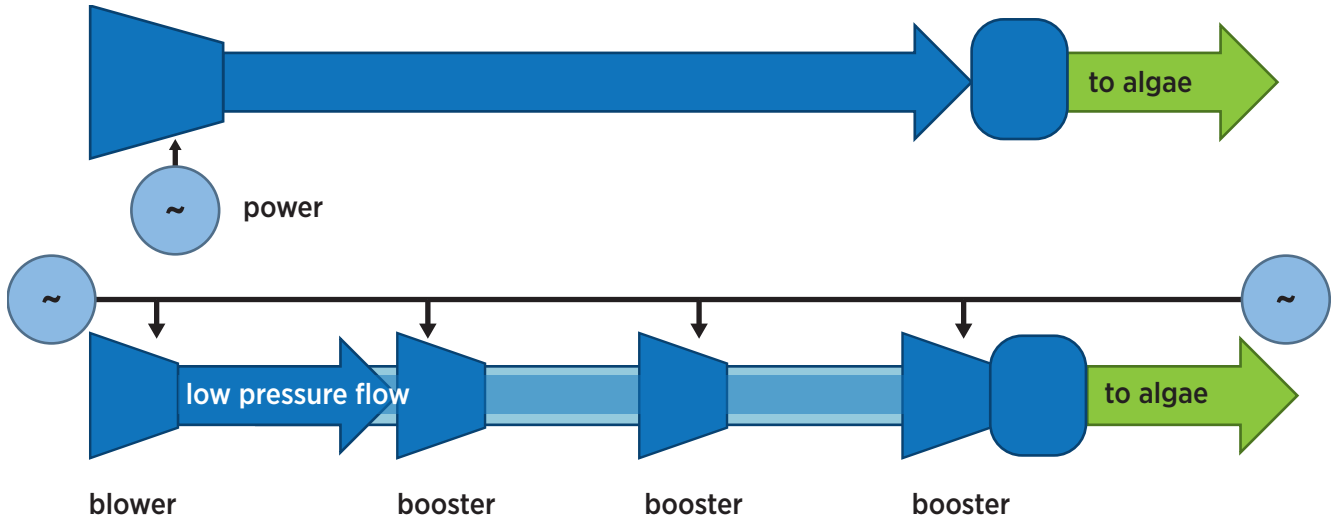 to algae
~
power
~
~
low pressure flow
to algae
blower
booster
booster
booster